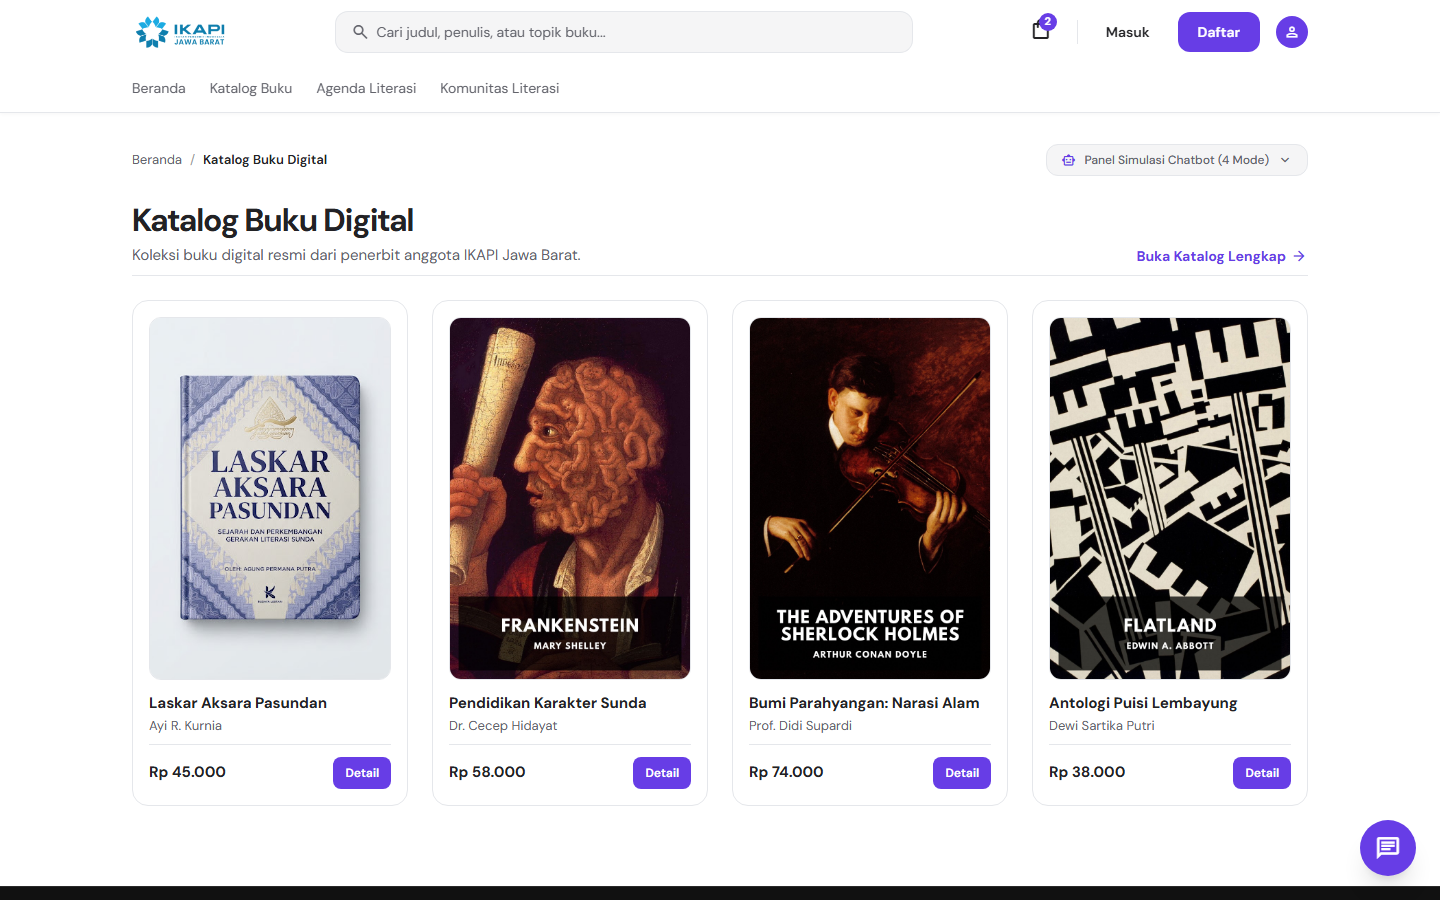 IKAPI
JAWA BARAT
Cari judul, penulis, atau topik buku...
2
Masuk
Daftar
Beranda
Katalog Buku
Agenda Literasi
Komunitas Literasi
Beranda / Katalog Buku Digital
Panel Simulasi Chatbot (4 Mode)
Katalog Buku Digital
Koleksi buku digital resmi dari penerbit anggota IKAPI Jawa Barat.
Buka Katalog Lengkap
LASKAR
AKSARA
PASUNDAN
SEJARAH DAN PERKEMBANGAN
GERAKAN LITERASI SUNDA
OLEH: AGUNG PERMANA PUTRA
Laskar Aksara Pasundan
Ayi R. Kurnia
Rp 45.000
Detail
FRANKENSTEIN
MARY SHELLEY
Pendidikan Karakter Sunda
Dr. Cecep Hidayat
Rp 58.000
Detail
THE ADVENTURES OF
SHERLOCK HOLMES
ARTHUR CONAN DOYLE
Bumi Parahyangan: Narasi Alam
Prof. Didi Supardi
Rp 74.000
Detail
FLATLAND
EDWIN A. ABBOTT
Antologi Puisi Lembayung
Dewi Sartika Putri
Rp 38.000
Detail